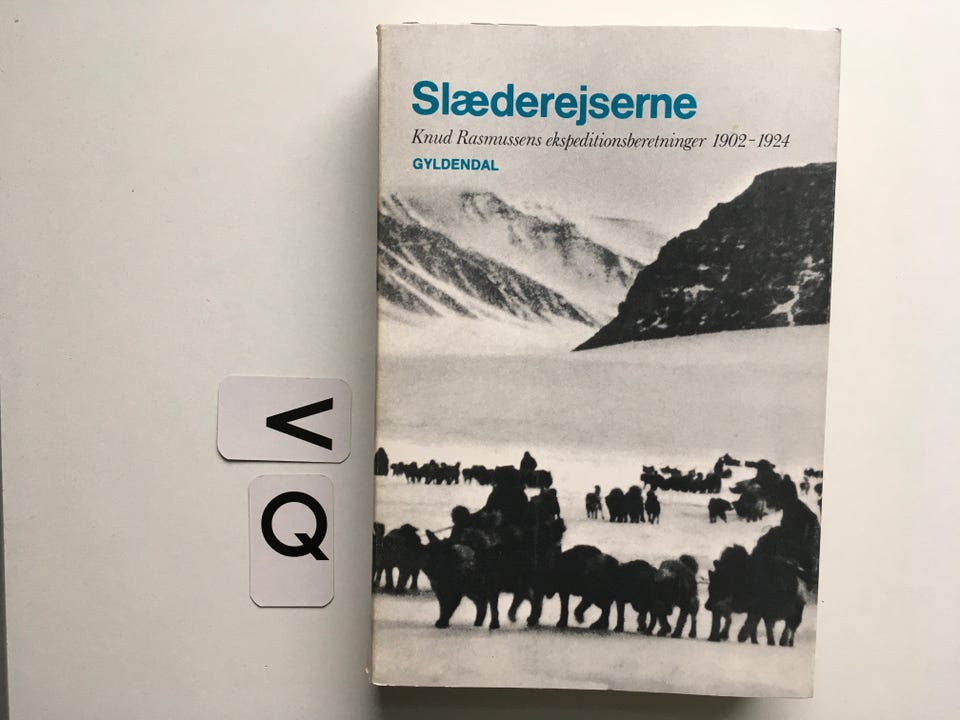 Slæderejserne
Knud Rasmussens ekspeditionsberetninger 1902-1924
GYLDENDAL
V
Q